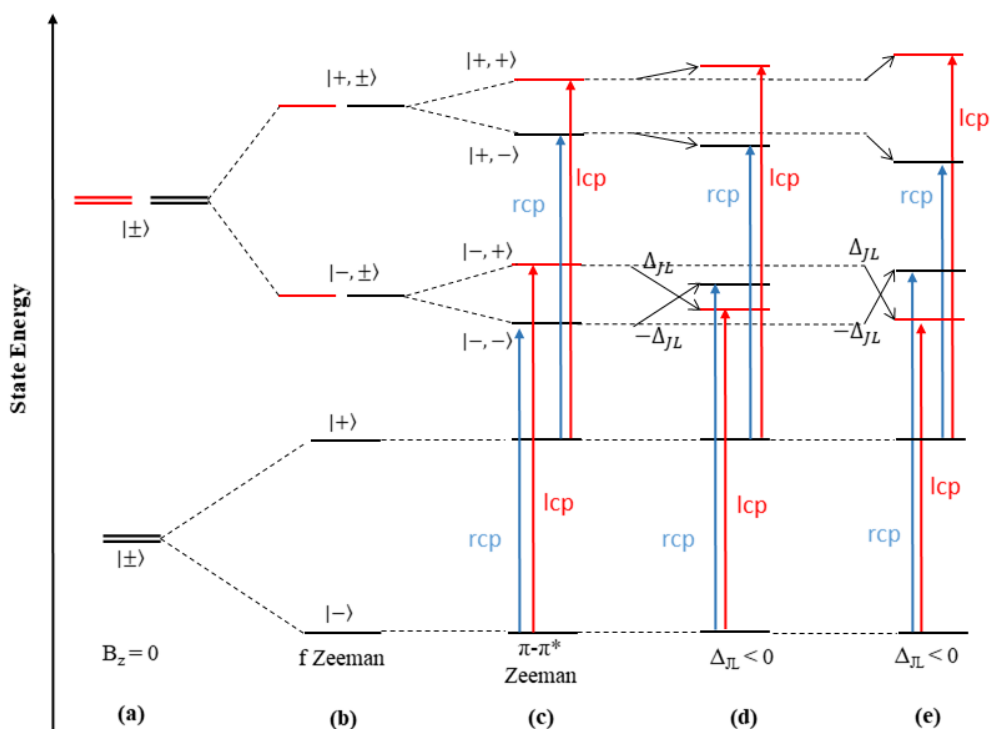 |+, +⟩
|+, ±⟩
|+, −⟩
lcp
lcp
lcp
rcp
rcp
rcp
|±⟩
|−, +⟩
|−, ±⟩
|−, −⟩
Δ_JL
−Δ_JL
Δ_JL
−Δ_JL
State Energy
|+⟩
|±⟩
lcp
lcp
lcp
rcp
rcp
rcp
|−⟩
B_z = 0
f Zeeman
π-π*
Zeeman
Δ_JL < 0
Δ_JL < 0
(a)
(b)
(c)
(d)
(e)